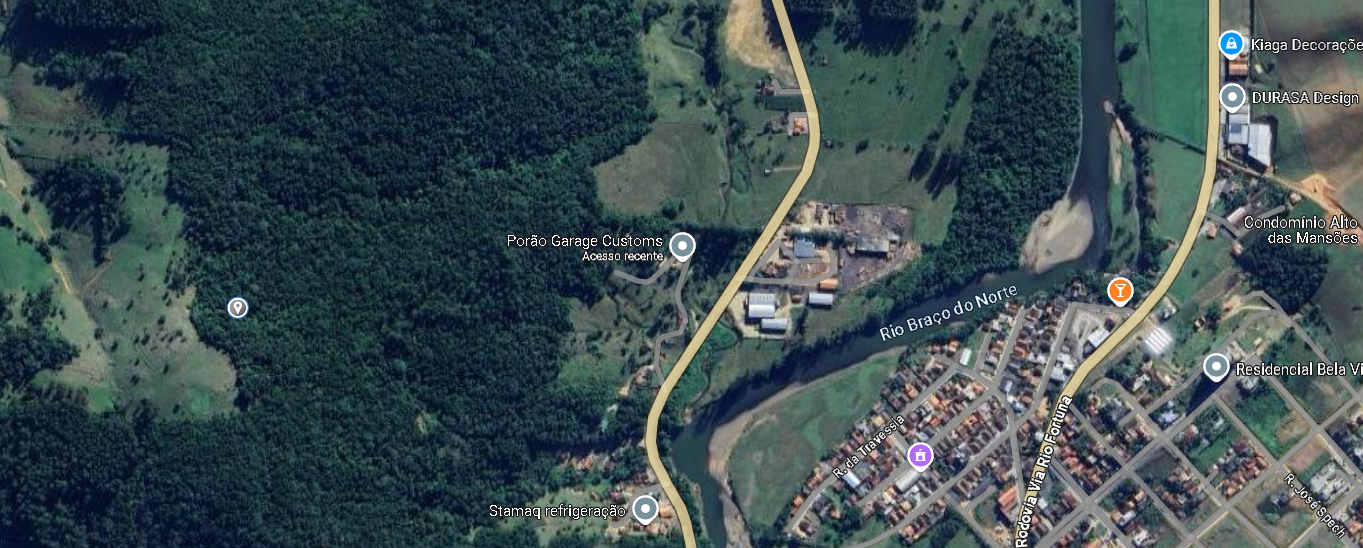 Kiaga Decoraçõe
DURASA Design
Condomínio Alto
das Mansões
Porão Garage Customs
Acesso recente
Rio Braço do Norte
Residencial Bela Vi
R. da Travessia
Rodovia Via Rio Fortuna
R. José Spech
Stamaq refrigeração